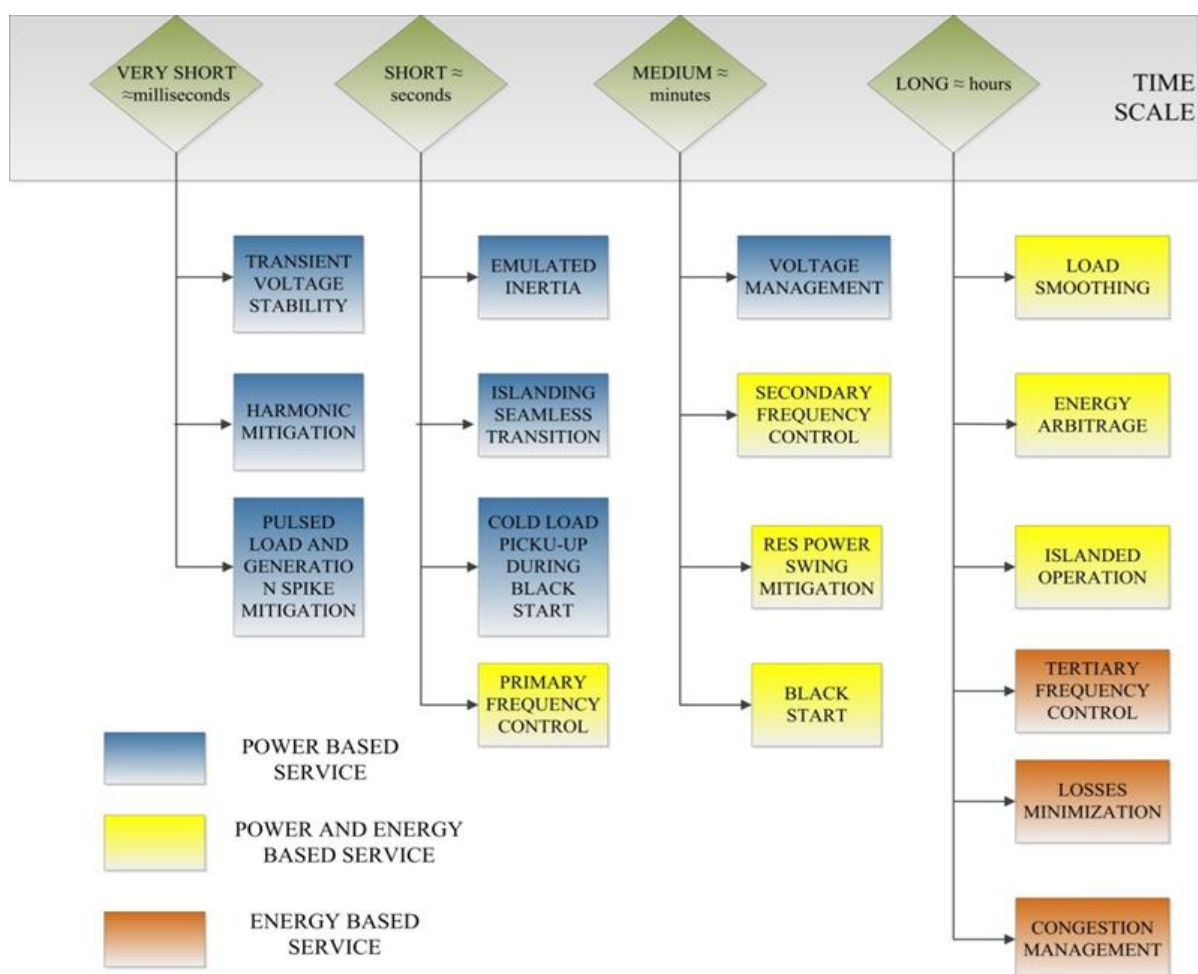 VERY SHORT
≈milliseconds
SHORT ≈
seconds
MEDIUM ≈
minutes
LONG ≈ hours
TIME
SCALE
TRANSIENT
VOLTAGE
STABILITY
HARMONIC
MITIGATION
PULSED
LOAD AND
GENERATIO
N SPIKE
MITIGATION
EMULATED
INERTIA
ISLANDING
SEAMLESS
TRANSITION
COLD LOAD
PICKU-UP
DURING
BLACK
START
PRIMARY
FREQUENCY
CONTROL
VOLTAGE
MANAGEMENT
SECONDARY
FREQUENCY
CONTROL
RES POWER
SWING
MITIGATION
BLACK
START
LOAD
SMOOTHING
ENERGY
ARBITRAGE
ISLANDED
OPERATION
TERTIARY
FREQUENCY
CONTROL
LOSSES
MINIMIZATION
CONGESTION
MANAGEMENT
POWER BASED
SERVICE
POWER AND ENERGY
BASED SERVICE
ENERGY BASED
SERVICE